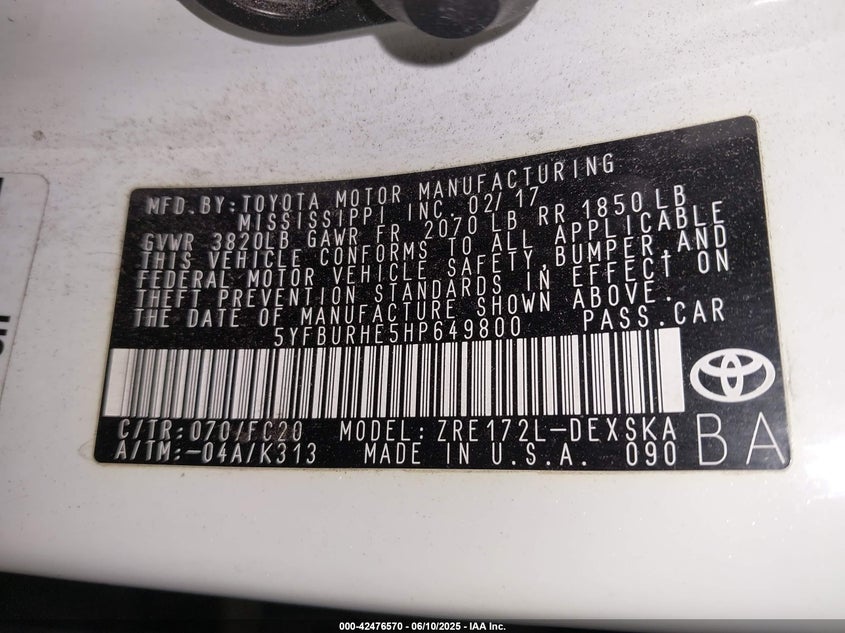 MFD.BY:TOYOTA MOTOR MANUFACTURING
MISSISSIPPI INC. 02/17
GVWR 3820LB GAWR FR 2070 LB RR 1850 LB
THIS VEHICLE CONFORMS TO ALL APPLICABLE
FEDERAL MOTOR VEHICLE SAFETY, BUMPER, AND
THEFT PREVENTION STANDARDS IN EFFECT ON
THE DATE OF MANUFACTURE SHOWN ABOVE.
5YFBURHE5HP649800 PASS.CAR
C/TR:070/FC20 MODEL:ZRE172L-DEXSKA
A/TM:-04A/K313 MADE IN U.S.A. 090
BA
000-42476570 - 06/10/2025 - IAA Inc.